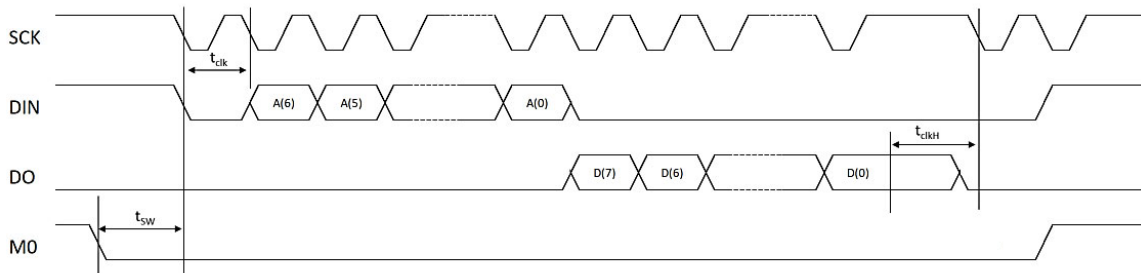 SCK
t_clk
DIN A(6) A(5) A(0)
t_clkH
DO D(7) D(6) D(0)
t_SW
M0